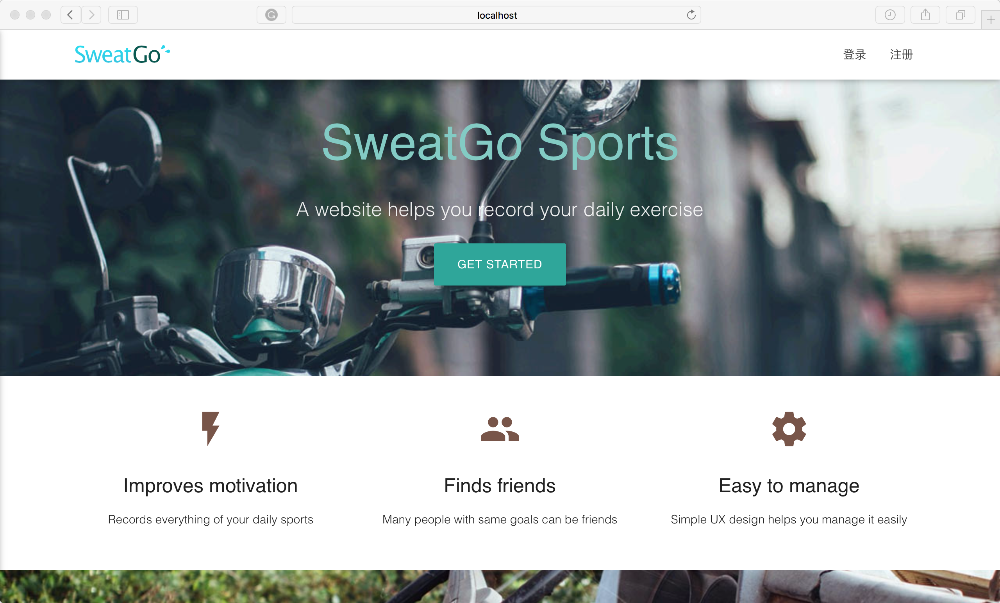 localhost
SweatGo
登录 注册
SweatGo Sports
A website helps you record your daily exercise
GET STARTED
Improves motivation
Finds friends
Easy to manage
Records everything of your daily sports
Many people with same goals can be friends
Simple UX design helps you manage it easily